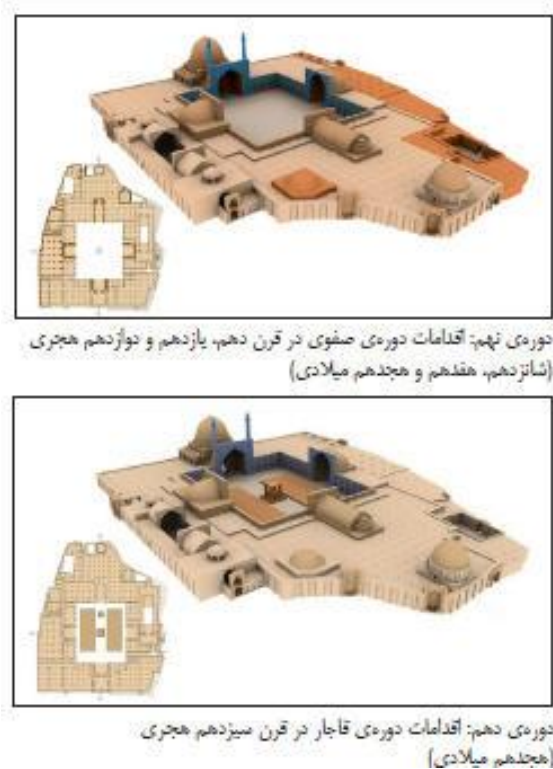 دوره‌ی نهم: اقدامات دوره‌ی صفوی در قرن دهم، یازدهم و دوازدهم هجری
(شانزدهم، هفدهم و هجدهم میلادی)
دوره‌ی دهم: اقدامات دوره‌ی قاجار در قرن سیزدهم هجری
(هجدهم میلادی)